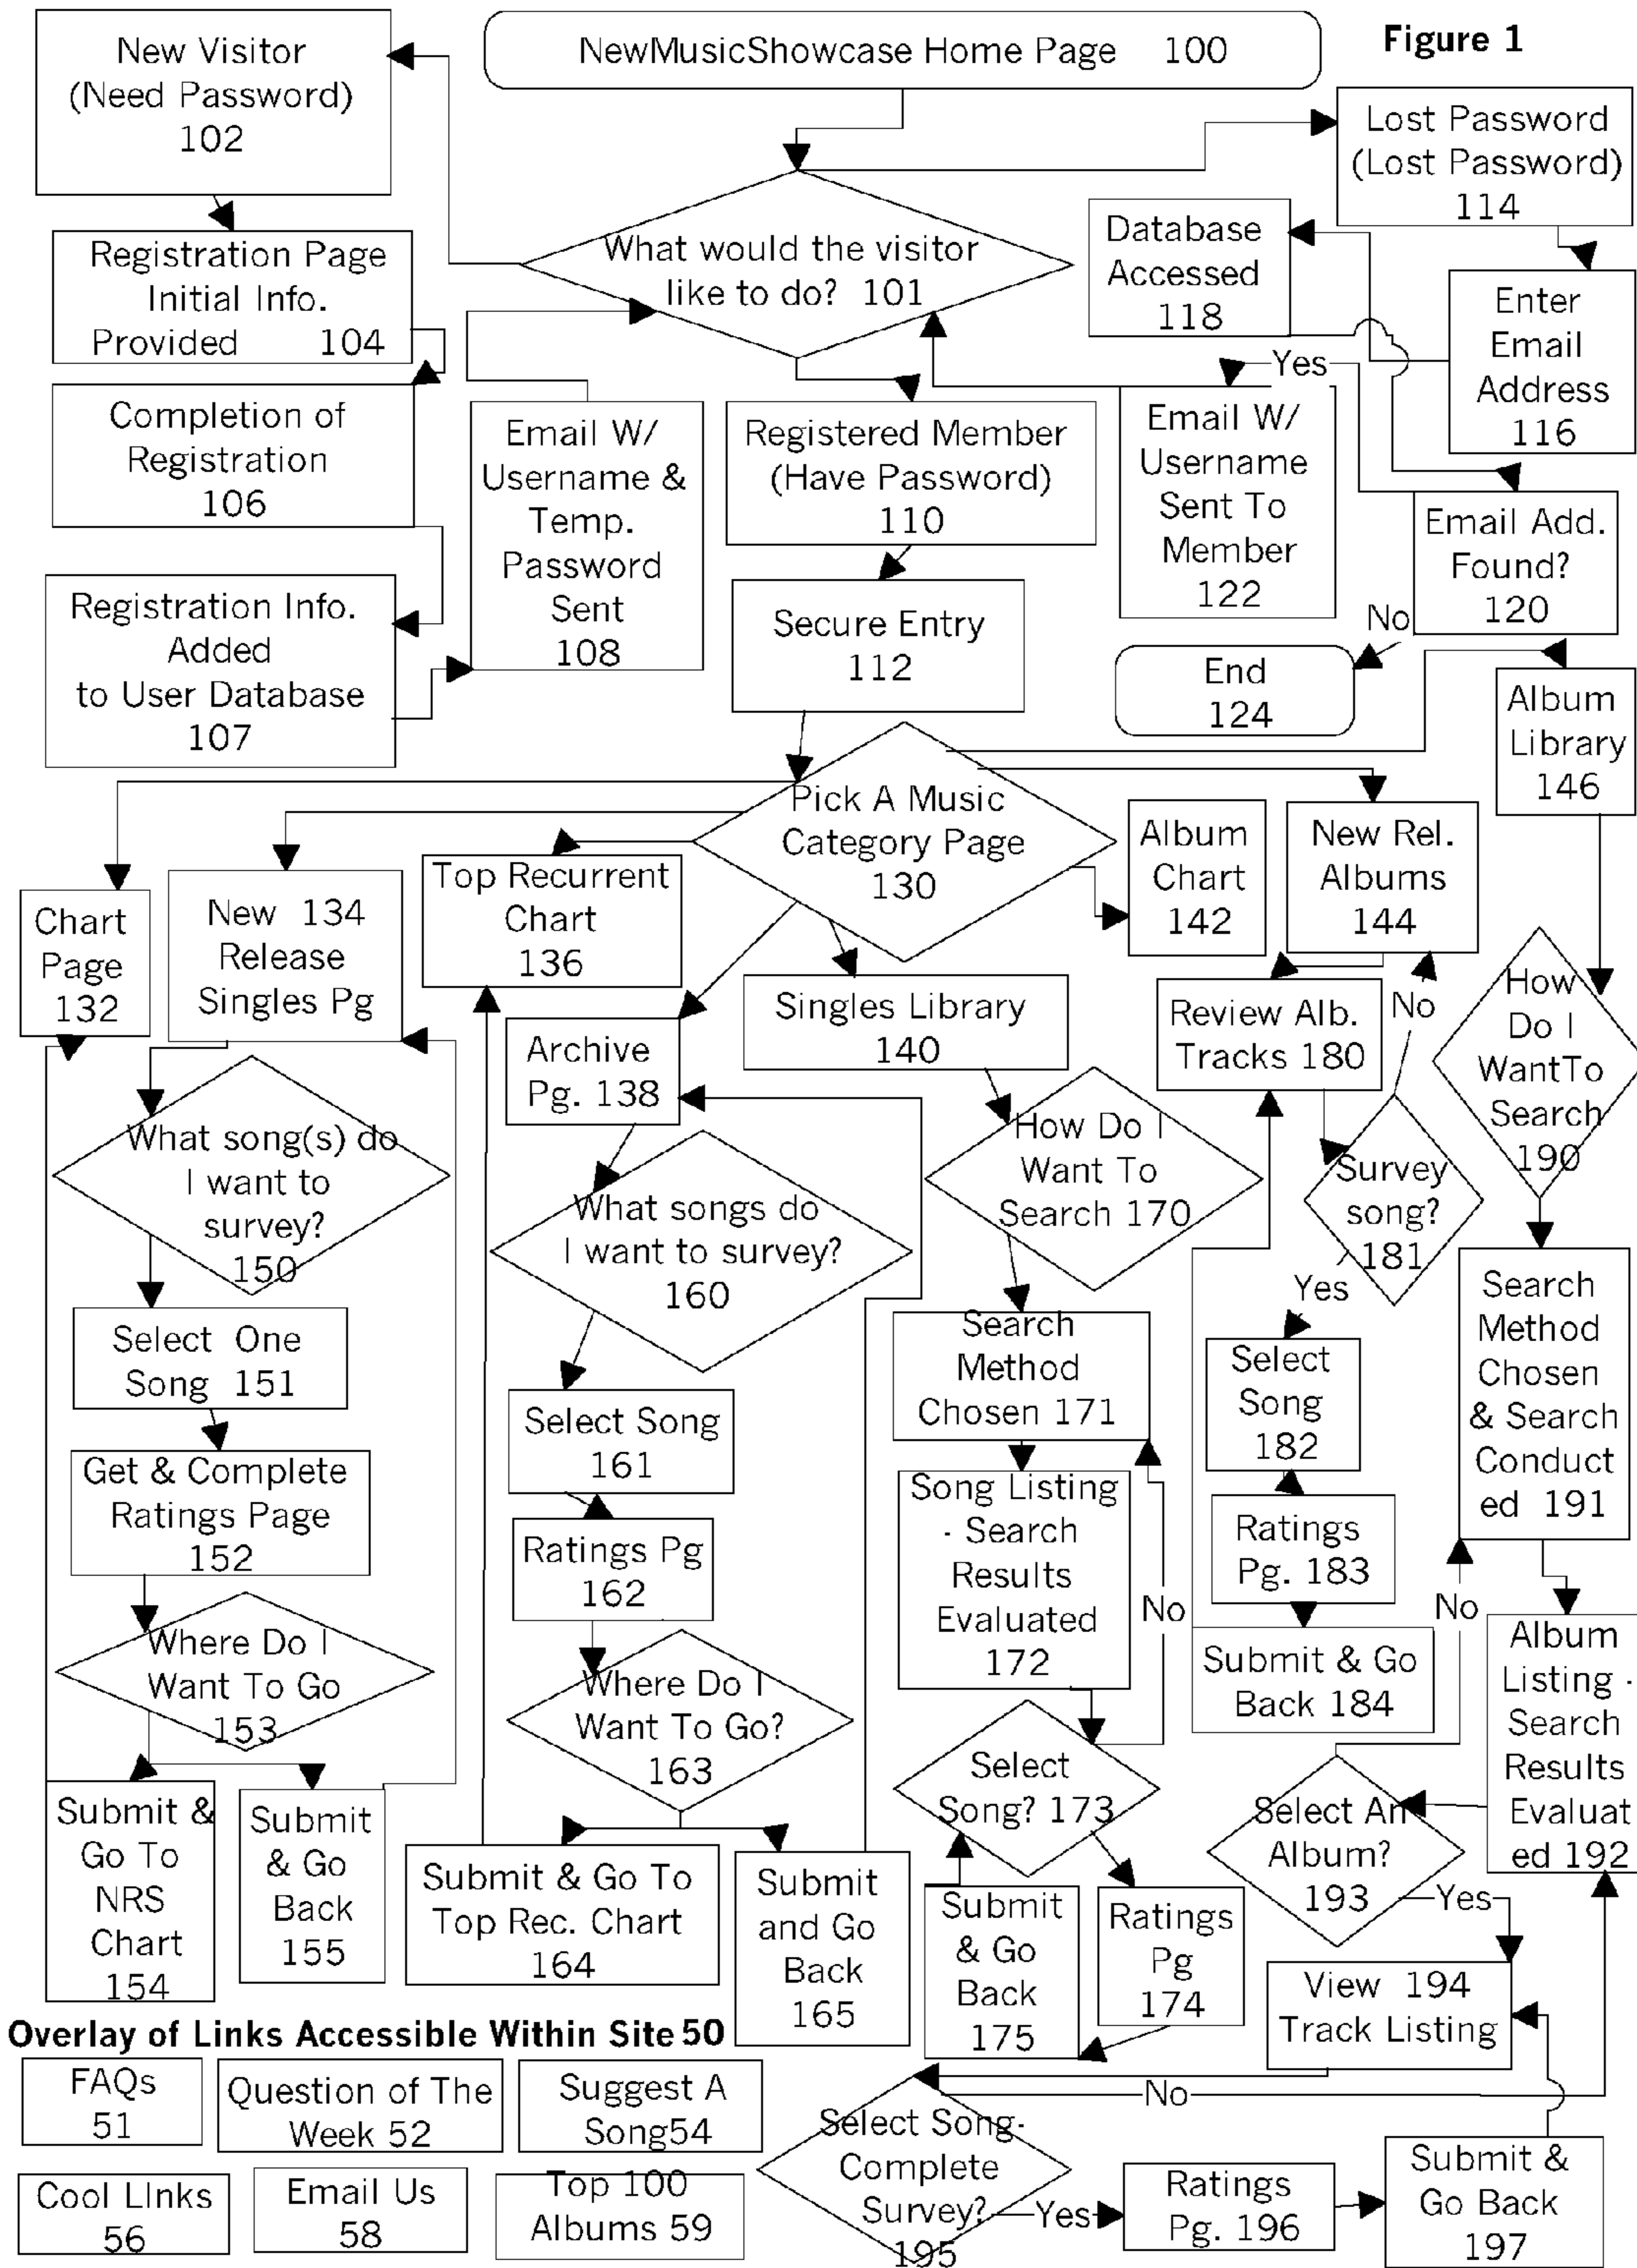 Figure 1
NewMusicShowcase Home Page 100
New Visitor
(Need Password)
102
Lost Password
(Lost Password)
114
What would the visitor
like to do? 101
Database
Accessed
118
Registration Page
Initial Info.
Provided 104
Enter
Email
Address
116
Yes
Completion of
Registration
106
Email W/
Username &
Temp.
Password
Sent
108
Registered Member
(Have Password)
110
Email W/
Username
Sent To
Member
122
Email Add.
Found?
120
No
Registration Info.
Added
to User Database
107
Secure Entry
112
End
124
Album
Library
146
Pick A Music
Category Page
130
Chart
Page
132
New 134
Release
Singles Pg
Top Recurrent
Chart
136
Album
Chart
142
New Rel.
Albums
144
Archive
Pg. 138
Singles Library
140
Review Alb.
Tracks 180
No
How
Do I
WantTo
Search
190
What song(s) do
I want to
survey?
150
What songs do
I want to survey?
160
How Do I
Want To
Search 170
Survey
song?
181
Yes
Select One
Song 151
Select Song
161
Search
Method
Chosen 171
Select
Song
182
Search
Method
Chosen
& Search
Conduct
ed 191
Get & Complete
Ratings Page
152
Ratings Pg
162
Song Listing
- Search
Results
Evaluated
172
No
Ratings
Pg. 183
No
Where Do I
Want To Go
153
Where Do I
Want To Go?
163
Select
Song? 173
Submit & Go
Back 184
Album
Listing -
Search
Results
Evaluat
ed 192
Select An
Album?
193
Yes
Submit &
Go To
NRS
Chart
154
Submit
& Go
Back
155
Submit & Go To
Top Rec. Chart
164
Submit
and Go
Back
165
Submit
& Go
Back
175
Ratings
Pg
174
View 194
Track Listing
Overlay of Links Accessible Within Site 50
FAQs
51
Question of The
Week 52
Suggest A
Song54
Cool LInks
56
Email Us
58
Top 100
Albums 59
Select Song-
Complete
Survey?
195
No
Yes
Ratings
Pg. 196
Submit &
Go Back
197